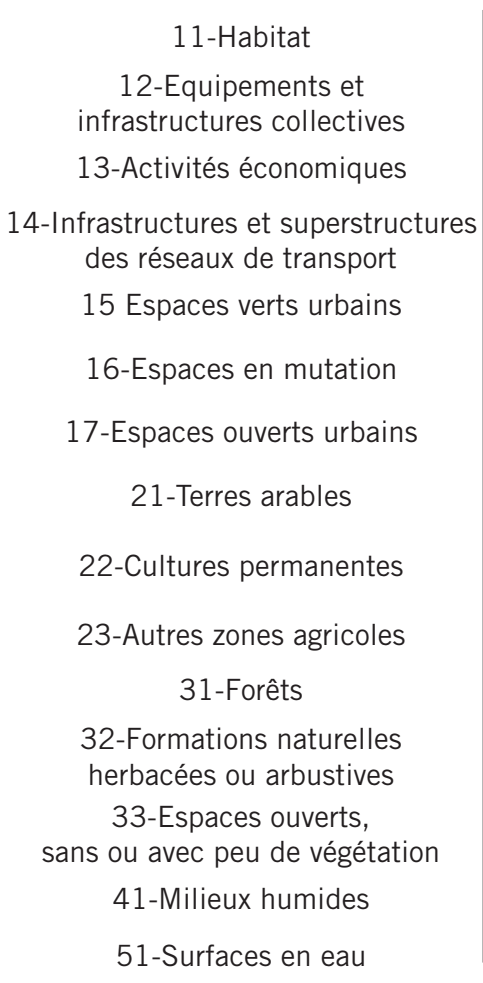 11-Habitat
12-Equipements et
infrastructures collectives
13-Activités économiques
14-Infrastructures et superstructures
des réseaux de transport
15 Espaces verts urbains
16-Espaces en mutation
17-Espaces ouverts urbains
21-Terres arables
22-Cultures permanentes
23-Autres zones agricoles
31-Forêts
32-Formations naturelles
herbacées ou arbustives
33-Espaces ouverts,
sans ou avec peu de végétation
41-Milieux humides
51-Surfaces en eau